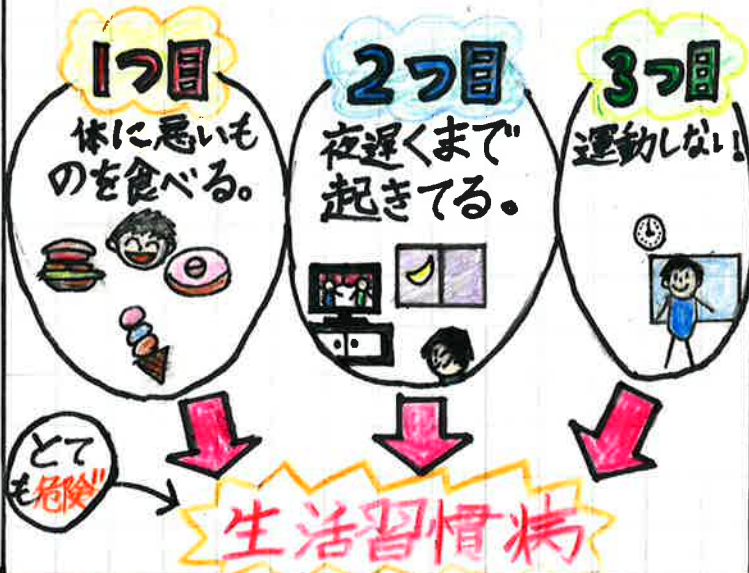 1つ目
体に悪いも
のを食べる。
2つ目
夜遅くまで
起きてる。
3つ目
運動しない!
とて
も危険!!
生活習慣病